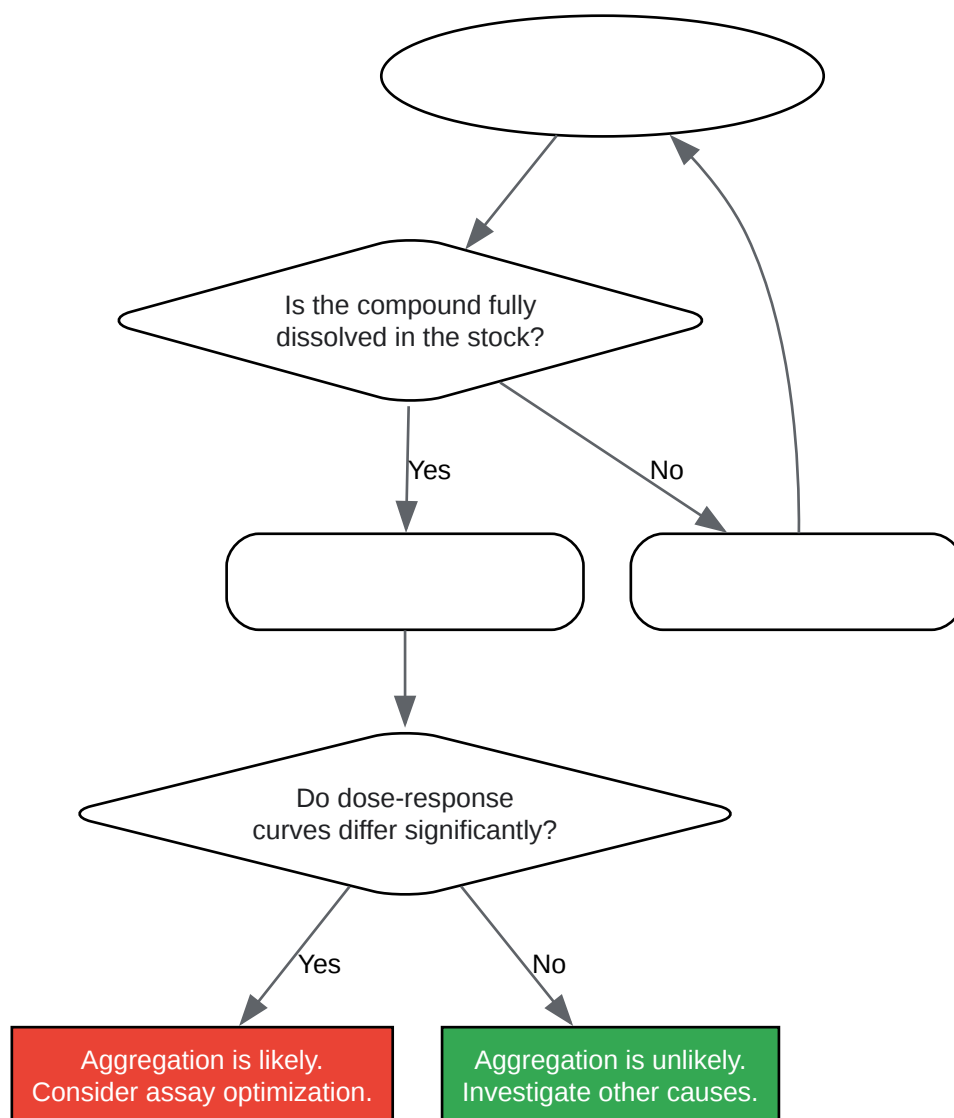 Is the compound fully
dissolved in the stock?
Yes
No
Do dose-response
curves differ significantly?
Yes
No
Aggregation is likely.
Consider assay optimization.
Aggregation is unlikely.
Investigate other causes.